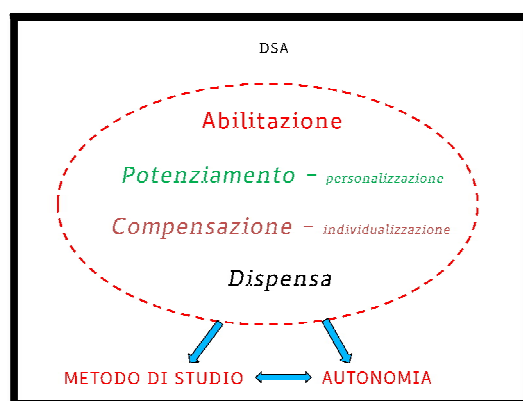 DSA
Abilitazione
Potenziamento – personalizzazione
Compensazione – individualizzazione
Dispensa
METODO DI STUDIO AUTONOMIA